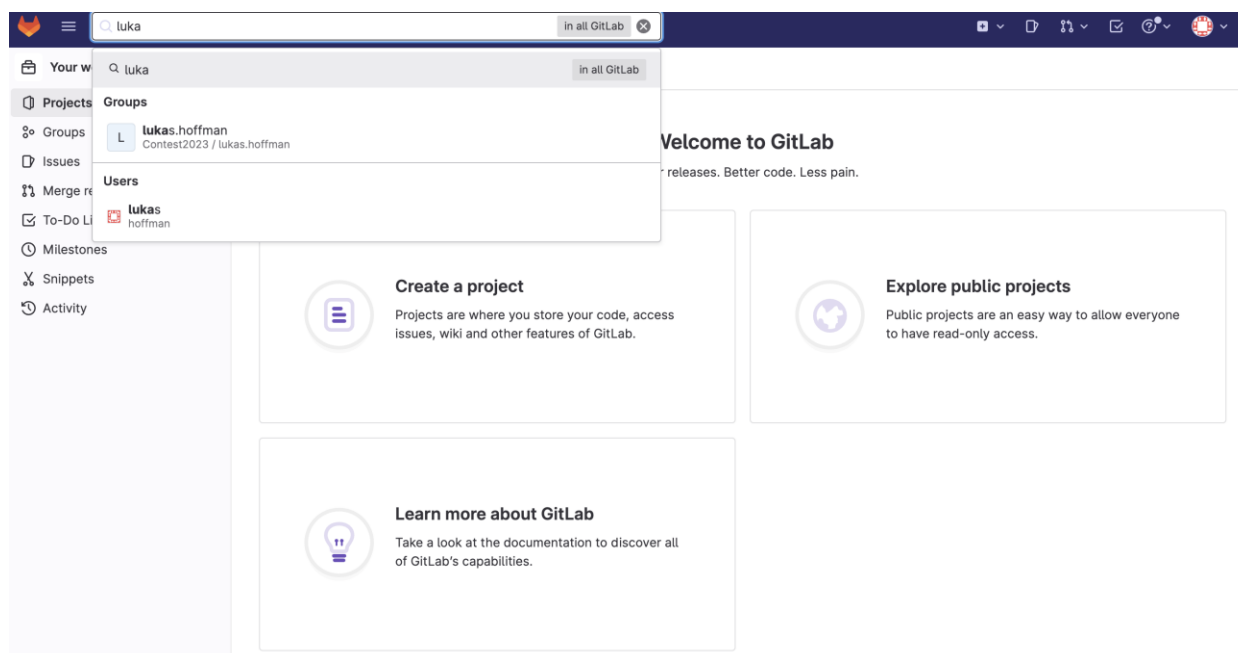 luka
in all GitLab
Your w
luka
in all GitLab
Projects
Groups
Groups
L
lukas.hoffman
Contest2023 / lukas.hoffman
Issues
Users
Merge re
lukas
hoffman
To-Do Li
Milestones
Snippets
Activity
Welcome to GitLab
releases. Better code. Less pain.
Create a project
Projects are where you store your code, access
issues, wiki and other features of GitLab.
Explore public projects
Public projects are an easy way to allow everyone
to have read-only access.
Learn more about GitLab
Take a look at the documentation to discover all
of GitLab's capabilities.